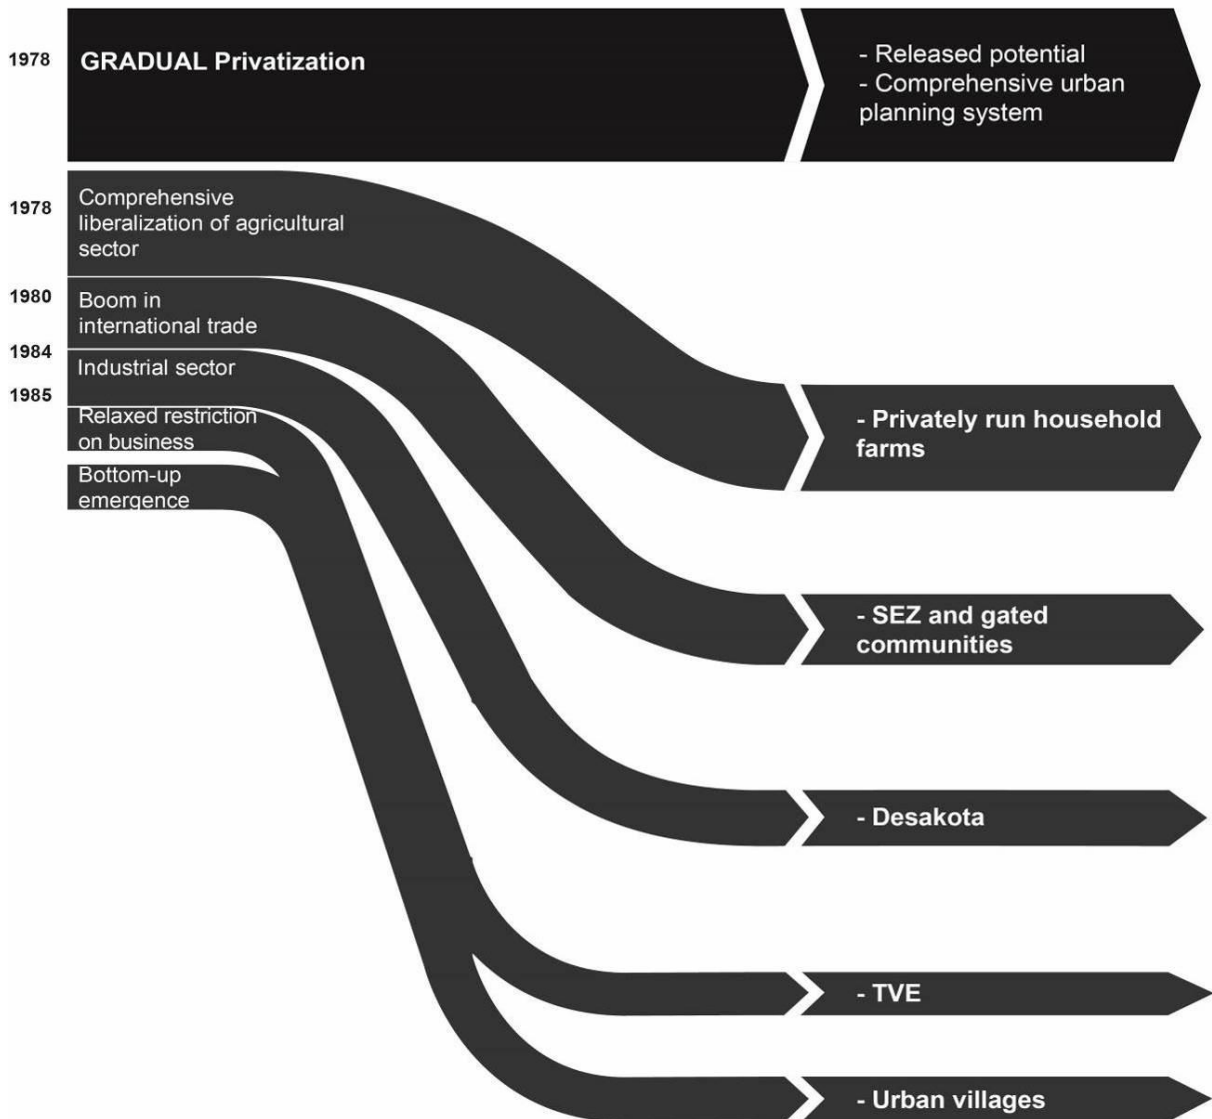 1978
GRADUAL Privatization
- Released potential
- Comprehensive urban
planning system
1978
Comprehensive
liberalization of agricultural
sector
1980
Boom in
international trade
1984
Industrial sector
1985
Relaxed restriction
on business
Bottom-up
emergence
- Privately run household
farms
- SEZ and gated
communities
- Desakota
- TVE
- Urban villages